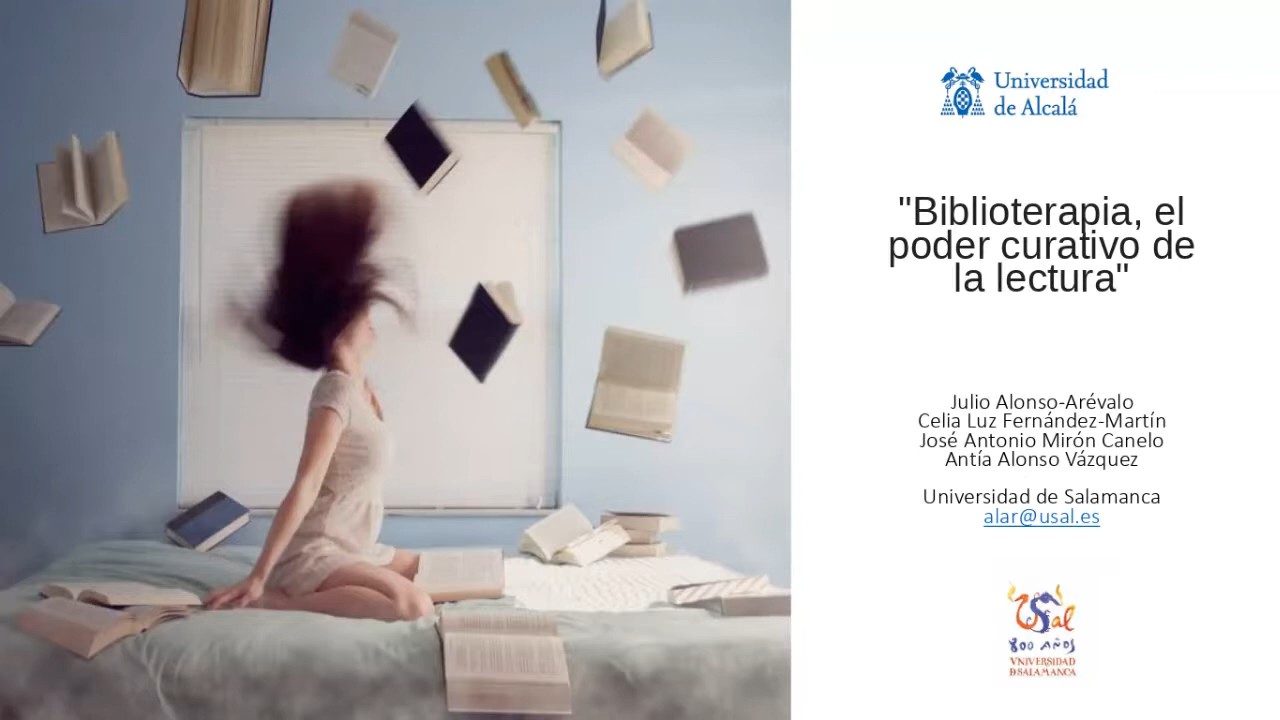 Universidad
de Alcalá
"Biblioterapia, el
poder curativo de
la lectura"
Julio Alonso-Arévalo
Celia Luz Fernández-Martín
José Antonio Mirón Canelo
Antía Alonso Vázquez
Universidad de Salamanca
alar@usal.es
USal
800 AÑOS
VNIVERSIDAD
D SALAMANCA